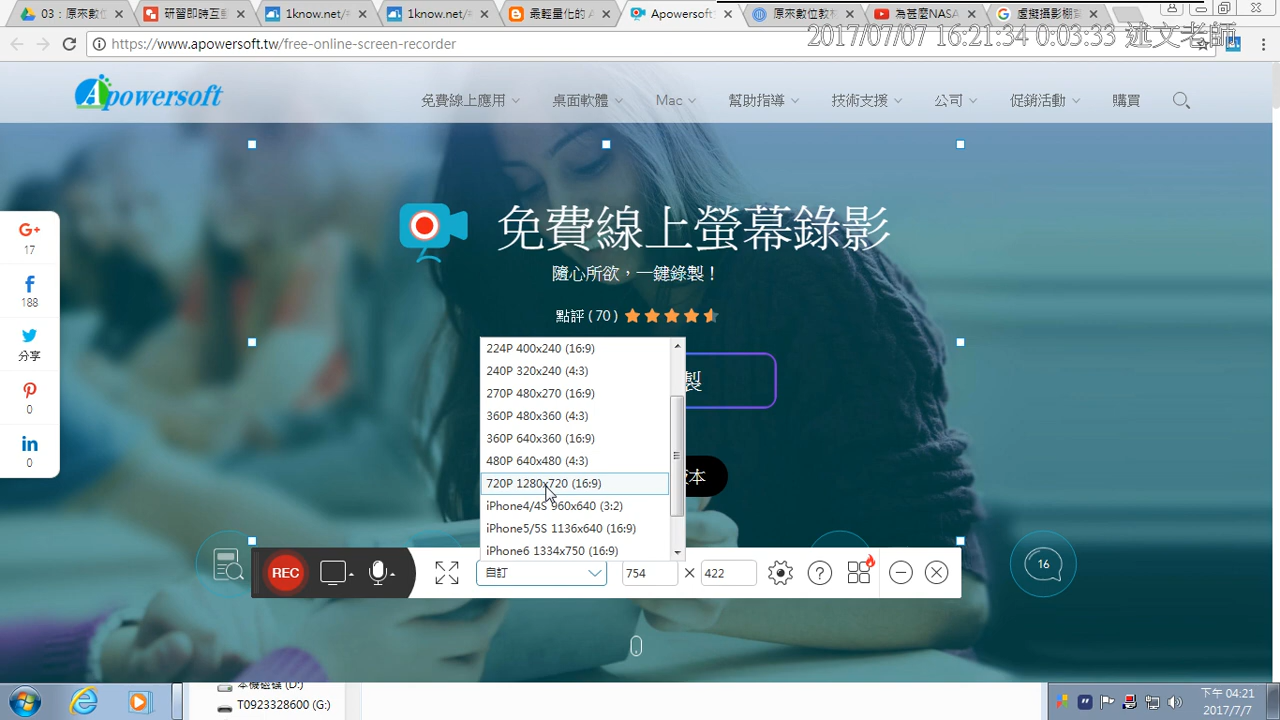 03：原來數位
研習即時互動
1know.net/
1know.net/
最輕量化的 A
Apowersoft
原來數位教材
為甚麼NASA
虛擬攝影棚
https://www.apowersoft.tw/free-online-screen-recorder
2017/07/07 16:21:34 0:03:33 述文老師
Apowersoft
免費線上應用
桌面軟體
Mac
幫助指導
技術支援
公司
促銷活動
購買
免費線上螢幕錄影
隨心所欲，一鍵錄製！
點評 ( 70 )
G+
17
188
分享
0
in
0
製
版本
224P 400x240 (16:9)
240P 320x240 (4:3)
270P 480x270 (16:9)
360P 480x360 (4:3)
360P 640x360 (16:9)
480P 640x480 (4:3)
720P 1280x720 (16:9)
iPhone4/4S 960x640 (3:2)
iPhone5/5S 1136x640 (16:9)
iPhone6 1334x750 (16:9)
REC
自訂
754
422
16
本機磁碟 (D:)
T0923328600 (G:)
下午 04:21
2017/7/7